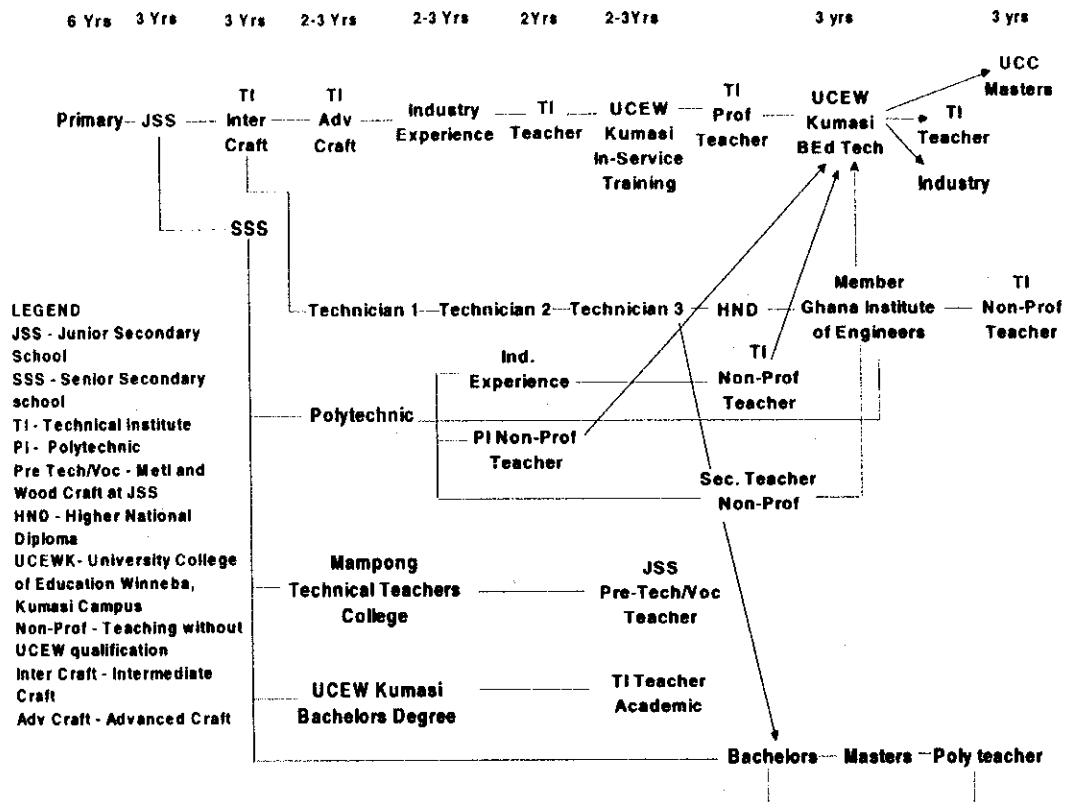 6 Yrs 3 Yrs 3 Yrs 2-3 Yrs 2-3 Yrs 2Yrs 2-3Yrs 3 yrs 3 yrs
UCC
Masters
Primary
JSS
TI
Inter
Craft
TI
Adv
Craft
Industry
Experience
TI
Teacher
UCEW
Kumasi
In-Service
Training
TI
Prof
Teacher
UCEW
Kumasi
BEd Tech
TI
Teacher
Industry
SSS
Technician 1
Technician 2
Technician 3
HND
Member
Ghana Institute
of Engineers
TI
Non-Prof
Teacher
Ind.
Experience
TI
Non-Prof
Teacher
Polytechnic
PI Non-Prof
Teacher
Sec. Teacher
Non-Prof
Mampong
Technical Teachers
College
JSS
Pre-Tech/Voc
Teacher
UCEW Kumasi
Bachelors Degree
TI Teacher
Academic
Bachelors
Masters
Poly teacher
LEGEND
JSS - Junior Secondary
School
SSS - Senior Secondary
school
TI - Technical Institute
PI - Polytechnic
Pre Tech/Voc - Metl and
Wood Craft at JSS
HND - Higher National
Diploma
UCEWK- University College
of Education Winneba,
Kumasi Campus
Non-Prof - Teaching without
UCEW qualification
Inter Craft - Intermediate
Craft
Adv Craft - Advanced Craft